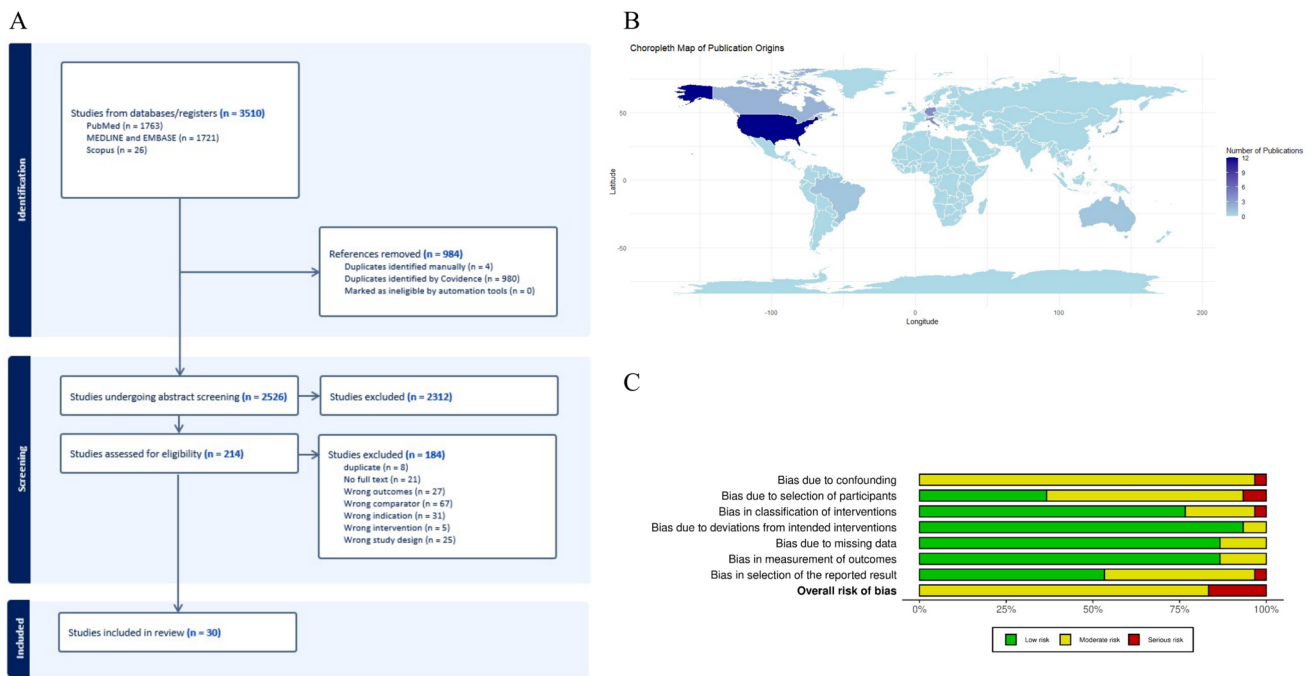 A
Identification
Studies from databases/registers (n = 3510)
PubMed (n = 1763)
MEDLINE and EMBASE (n = 1721)
Scopus (n = 26)
References removed (n = 984)
Duplicates identified manually (n = 4)
Duplicates identified by Covidence (n = 980)
Marked as ineligible by automation tools (n = 0)
Screening
Studies undergoing abstract screening (n = 2526)
Studies excluded (n = 2312)
Studies assessed for eligibility (n = 214)
Studies excluded (n = 184)
duplicate (n = 8)
No full text (n = 21)
Wrong outcomes (n = 27)
Wrong comparator (n = 67)
Wrong indication (n = 31)
Wrong intervention (n = 5)
Wrong study design (n = 25)
Included
Studies included in review (n = 30)
B
Choropleth Map of Publication Origins
Latitude
50
0
-50
-100
0
100
200
Longitude
Number of Publications
12
9
6
3
0
C
Bias due to confounding
Bias due to selection of participants
Bias in classification of interventions
Bias due to deviations from intended interventions
Bias due to missing data
Bias in measurement of outcomes
Bias in selection of the reported result
Overall risk of bias
0%
25%
50%
75%
100%
Low risk
Moderate risk
Serious risk